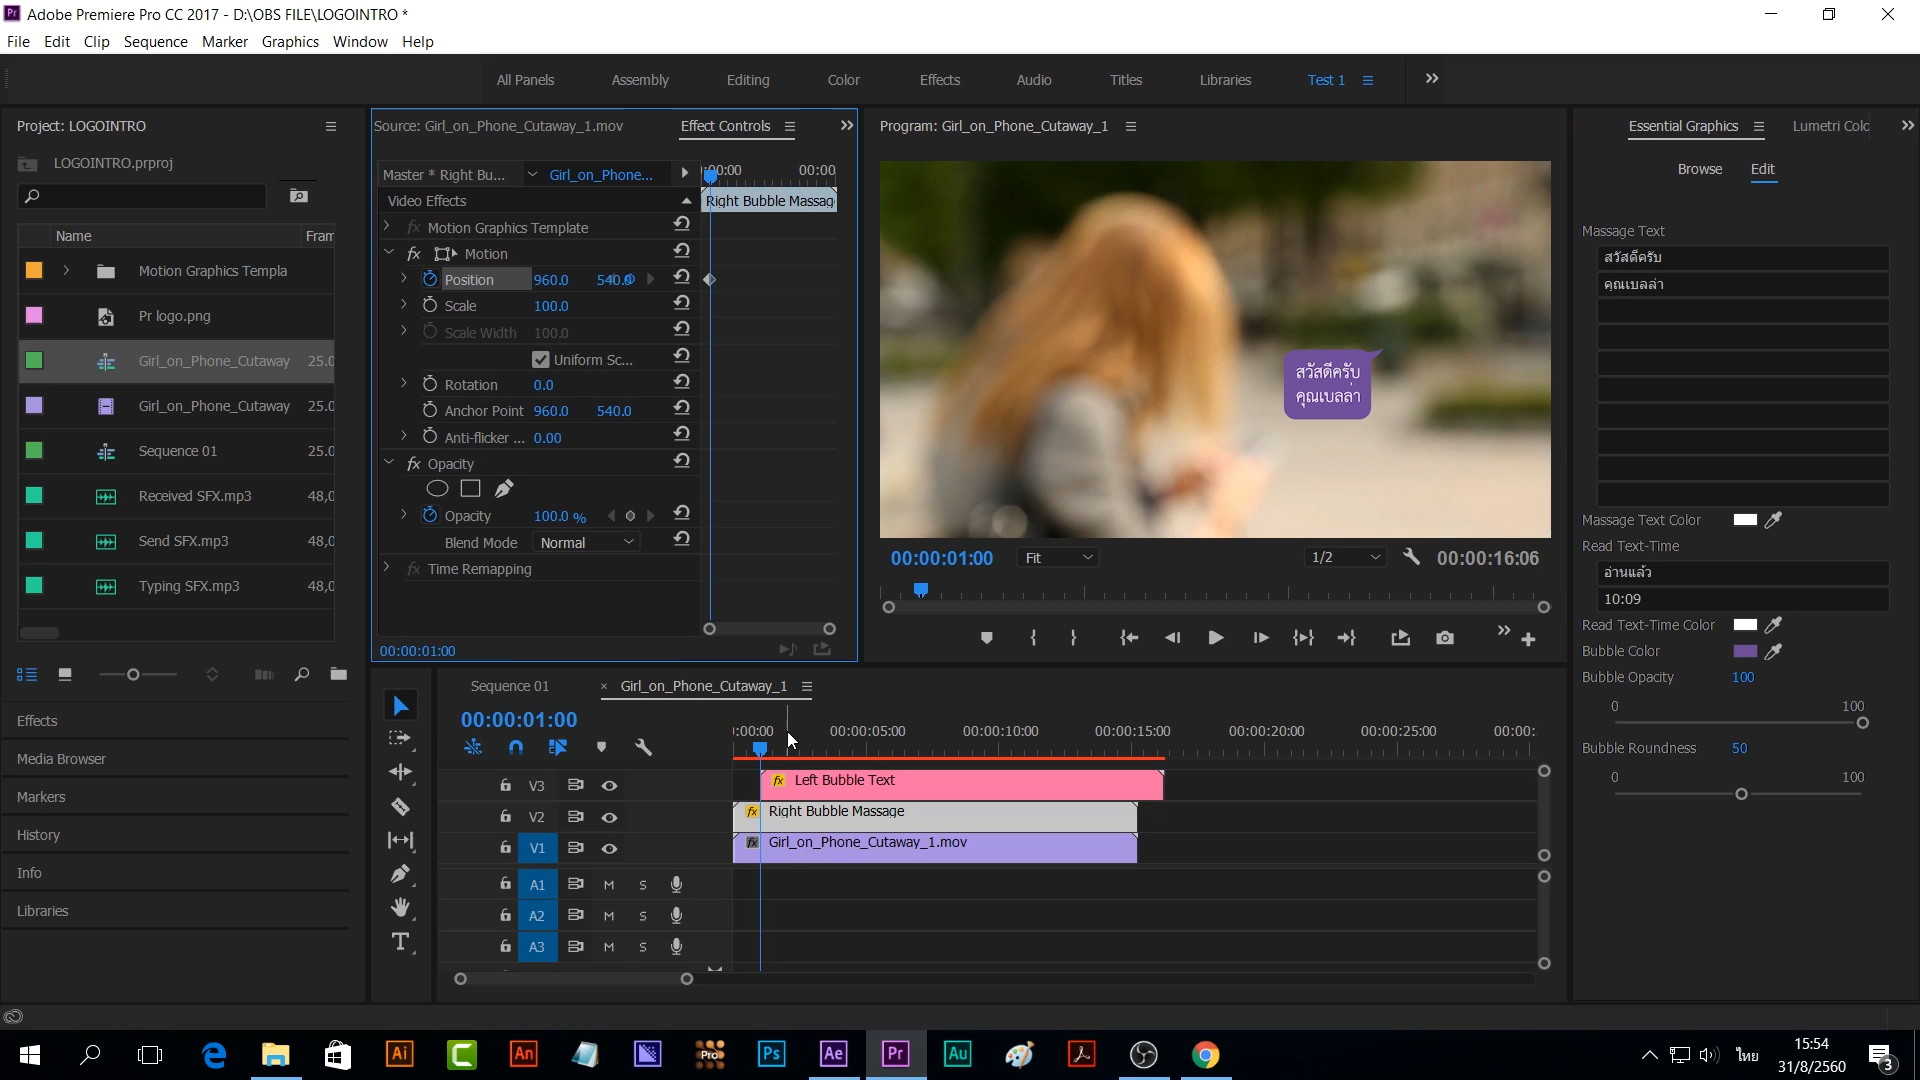 Adobe Premiere Pro CC 2017 - D:\OBS FILE\LOGOINTRO *
File Edit Clip Sequence Marker Graphics Window Help
All Panels Assembly Editing Color Effects Audio Titles Libraries Test 1
Project: LOGOINTRO
LOGOINTRO.prproj
Name Fram
Motion Graphics Templa
Pr logo.png
Girl_on_Phone_Cutaway 25.0
Girl_on_Phone_Cutaway 25.0
Sequence 01 25.0
Received SFX.mp3 48,0
Send SFX.mp3 48,0
Typing SFX.mp3 48,0
Effects
Media Browser
Markers
History
Info
Libraries
Source: Girl_on_Phone_Cutaway_1.mov Effect Controls
Master * Right Bu... Girl_on_Phone... :00:00 00:00
Video Effects Right Bubble Massag
fx Motion Graphics Template
fx Motion
Position 960.0 540.0
Scale 100.0
Scale Width 100.0
Uniform Sc...
Rotation 0.0
Anchor Point 960.0 540.0
Anti-flicker ... 0.00
fx Opacity
Opacity 100.0 %
Blend Mode Normal
fx Time Remapping
00:00:01:00
Program: Girl_on_Phone_Cutaway_1
สวัสดีครับ
คุณเบลล่า
00:00:01:00 Fit 1/2 00:00:16:06
Sequence 01 × Girl_on_Phone_Cutaway_1
00:00:01:00
:00:00 00:00:05:00 00:00:10:00 00:00:15:00 00:00:20:00 00:00:25:00 00:00:
V3 fx Left Bubble Text
V2 fx Right Bubble Massage
V1 fx Girl_on_Phone_Cutaway_1.mov
A1 M S
A2 M S
A3 M S
Essential Graphics Lumetri Colo
Browse Edit
Massage Text
สวัสดีครับ
คุณเบลล่า
Massage Text Color
Read Text-Time
อ่านแล้ว
10:09
Read Text-Time Color
Bubble Color
Bubble Opacity 100
0 100
Bubble Roundness 50
0 100
Ai An Pro Ps Ae Pr Au ไทย
15:54
31/8/2560
3